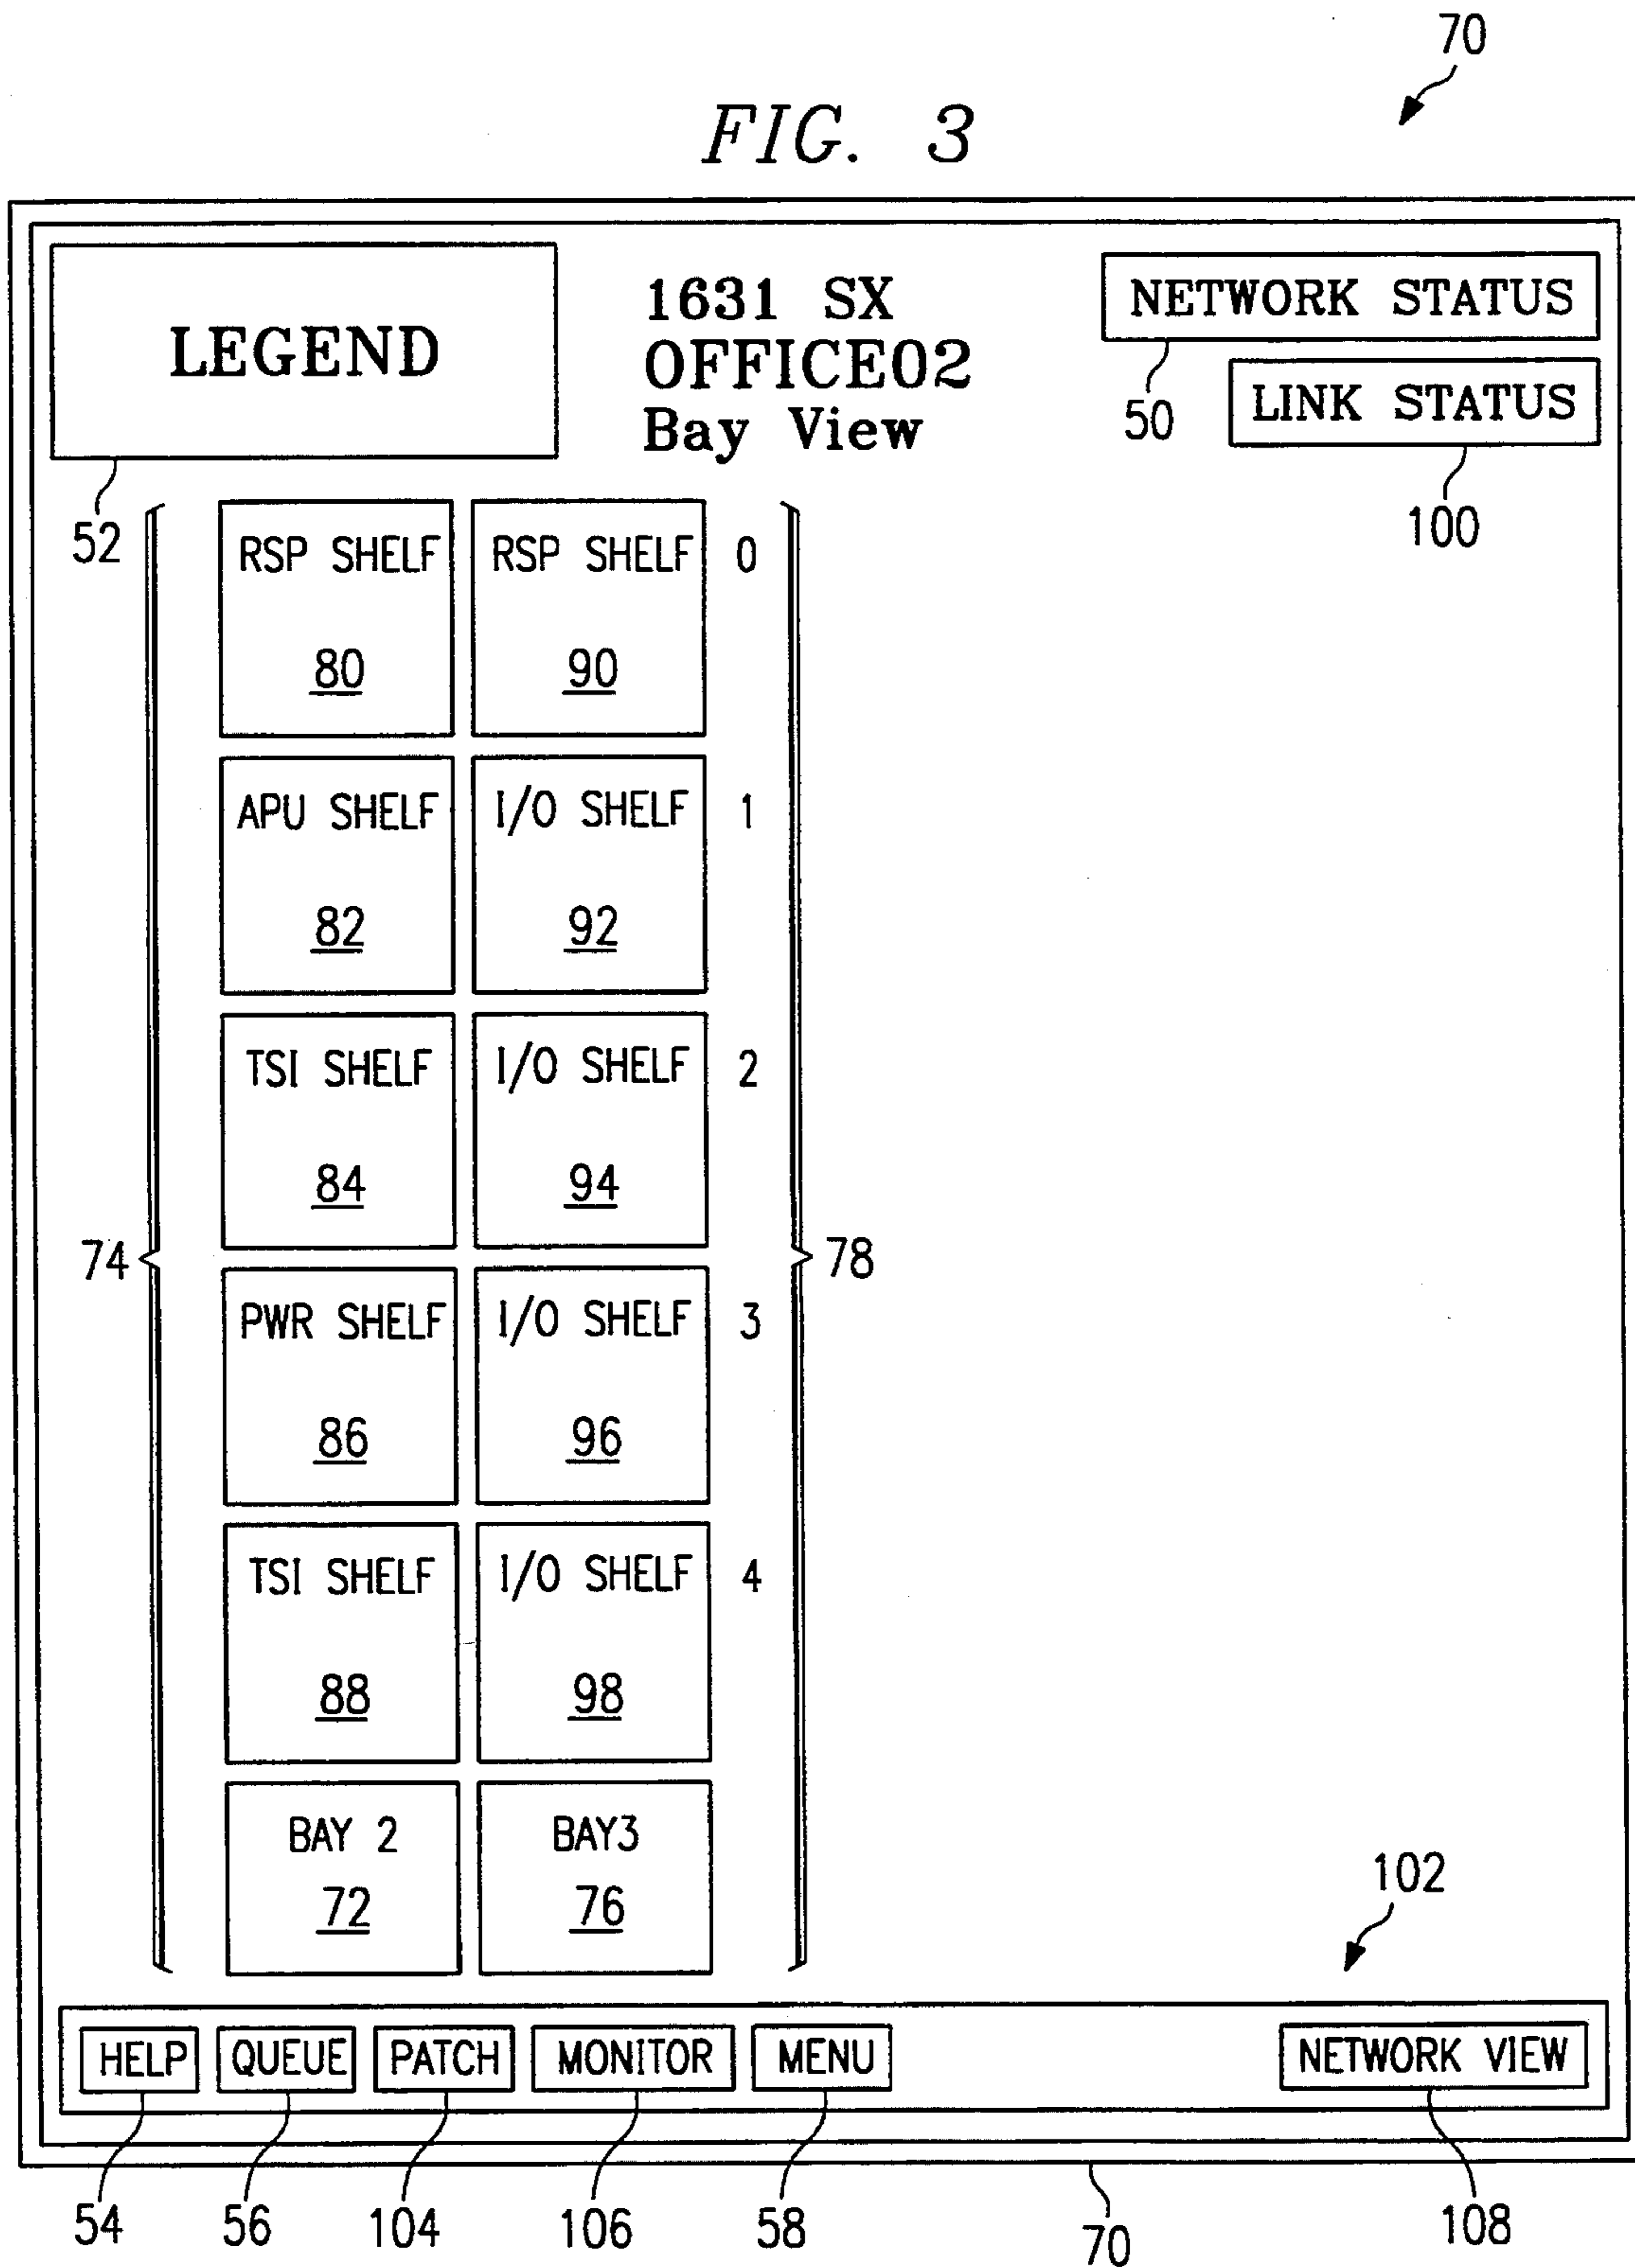 70
FIG. 3
LEGEND
1631 SX
OFFICE02
Bay View
NETWORK STATUS
50
LINK STATUS
100
52
RSP SHELF
80
RSP SHELF
90
0
APU SHELF
82
I/O SHELF
92
1
TSI SHELF
84
I/O SHELF
94
2
74
78
PWR SHELF
86
I/O SHELF
96
3
TSI SHELF
88
I/O SHELF
98
4
BAY 2
72
BAY3
76
102
HELP
QUEUE
PATCH
MONITOR
MENU
NETWORK VIEW
54
56
104
106
58
70
108